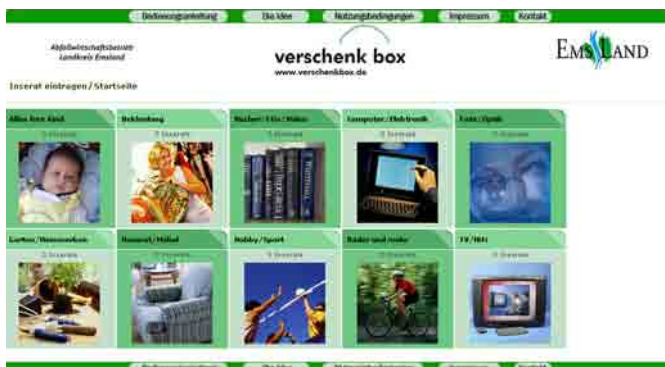 Bedienungsanleitung Die Idee Nutzungsbedingungen Impressum Kontakt
Abfallwirtschaftsbetrieb
Landkreis Emsland
verschenk box
www.verschenkbox.de
EMSLAND
Inserat eintragen / Startseite
Alles fürs Kind
Bekleidung
Bücher/CDs/Videos
Computer/Elektronik
Foto/Optik
Garten/Heimwerken
Hausrat/Möbel
Hobby/Sport
Räder und mehr
TV/Hifi